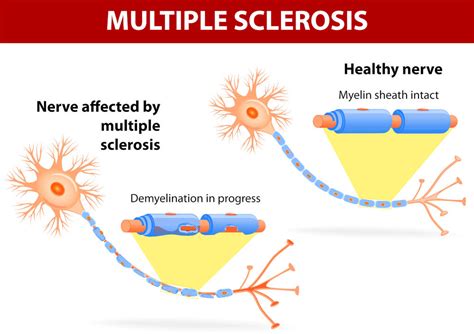 MULTIPLE SCLEROSIS
Healthy nerve
Myelin sheath intact
Nerve affected by
multiple
sclerosis
Demyelination in progress